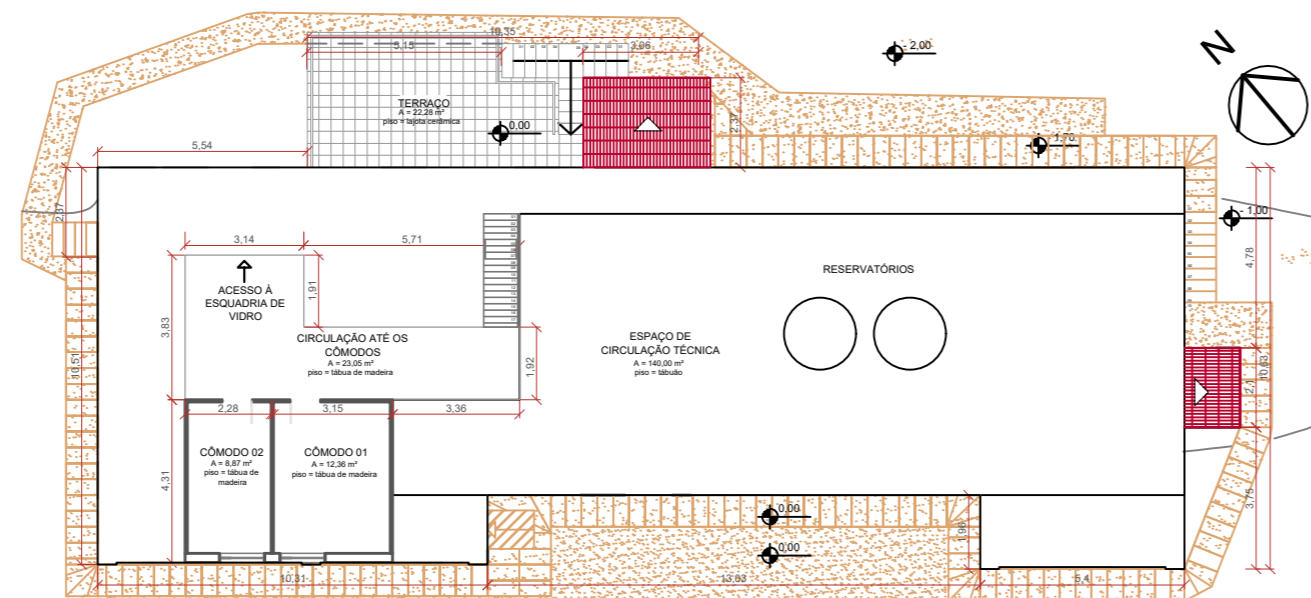 10,35
5,15
3,06
- 2,00
N
TERRAÇO
A = 22,28 m²
piso = lajota cerâmica
0,00
2,37
- 1,70
5,54
2,37
- 1,00
3,14
5,71
4,78
ACESSO À
ESQUADRIA DE
VIDRO
1,91
RESERVATÓRIOS
3,83
CIRCULAÇÃO ATÉ OS
CÔMODOS
A = 23,05 m²
piso = tábua de madeira
ESPAÇO DE
CIRCULAÇÃO TÉCNICA
A = 140,00 m²
piso = tábuão
1,92
10,51
10,63
2,1
2,28
3,15
3,36
CÔMODO 02
A = 8,87 m²
piso = tábua de
madeira
CÔMODO 01
A = 12,36 m²
piso = tábua de madeira
4,31
3,75
0,00
1,96
0,00
10,31
13,63
5,4